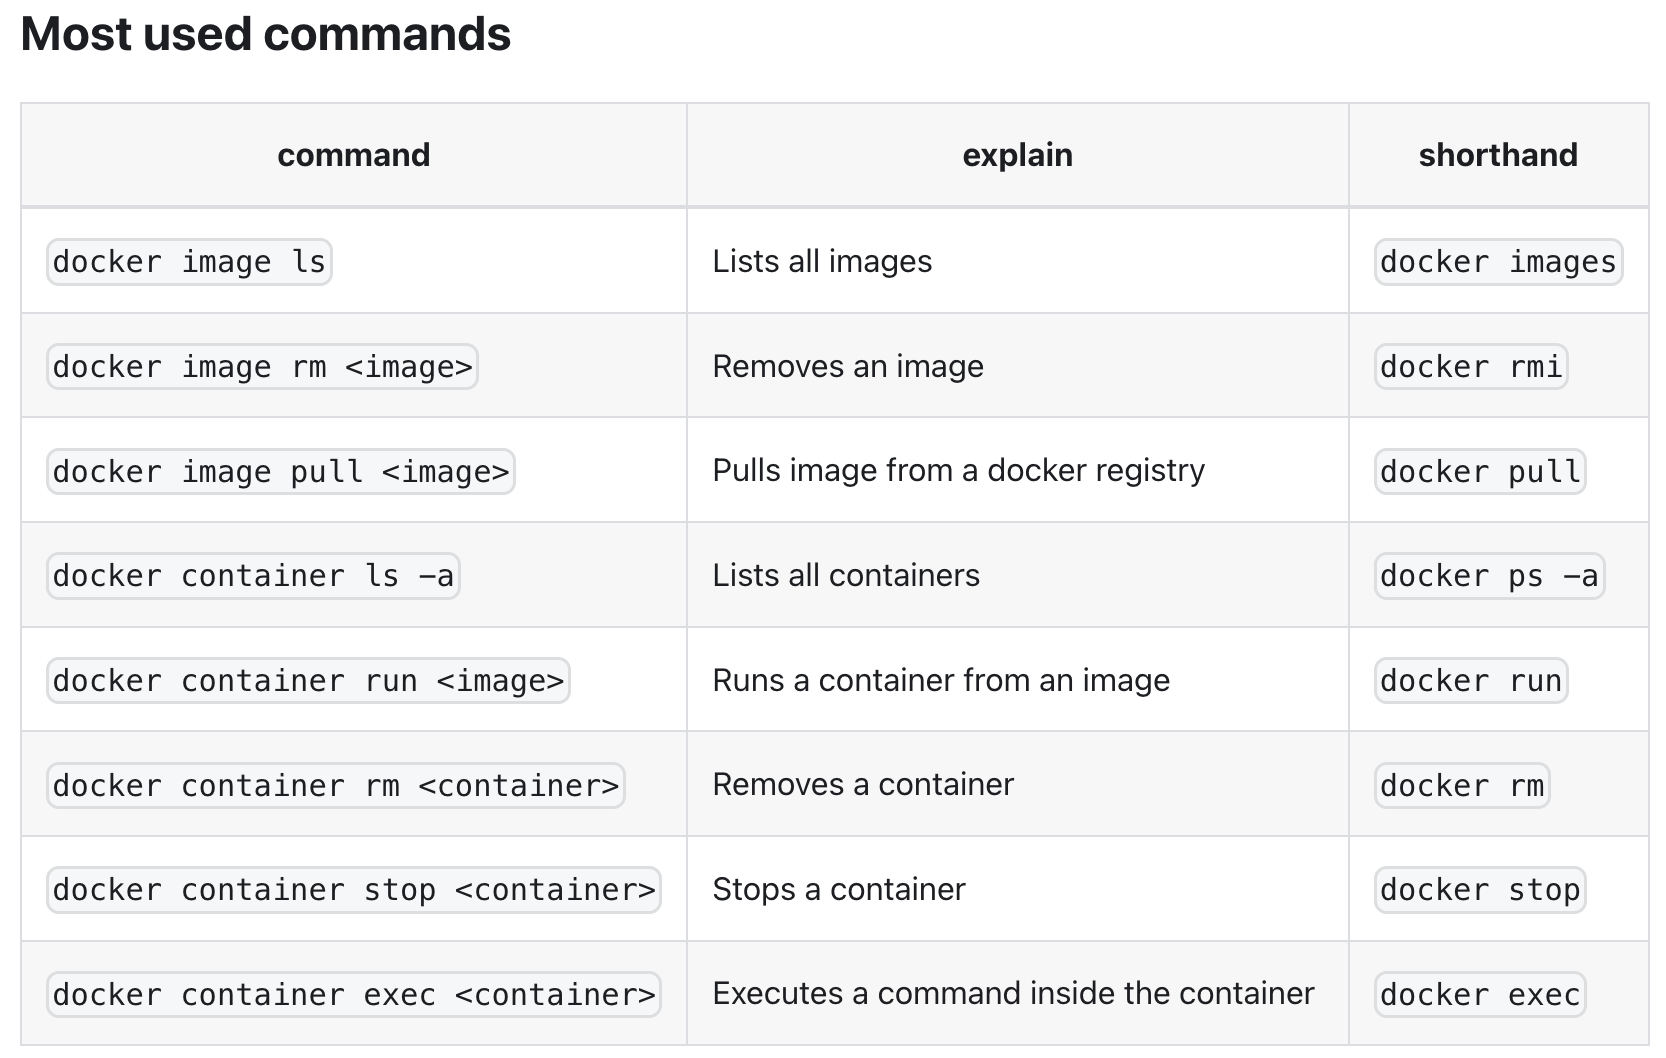 Most used commands
command explain shorthand
docker image ls Lists all images docker images
docker image rm <image> Removes an image docker rmi
docker image pull <image> Pulls image from a docker registry docker pull
docker container ls -a Lists all containers docker ps -a
docker container run <image> Runs a container from an image docker run
docker container rm <container> Removes a container docker rm
docker container stop <container> Stops a container docker stop
docker container exec <container> Executes a command inside the container docker exec